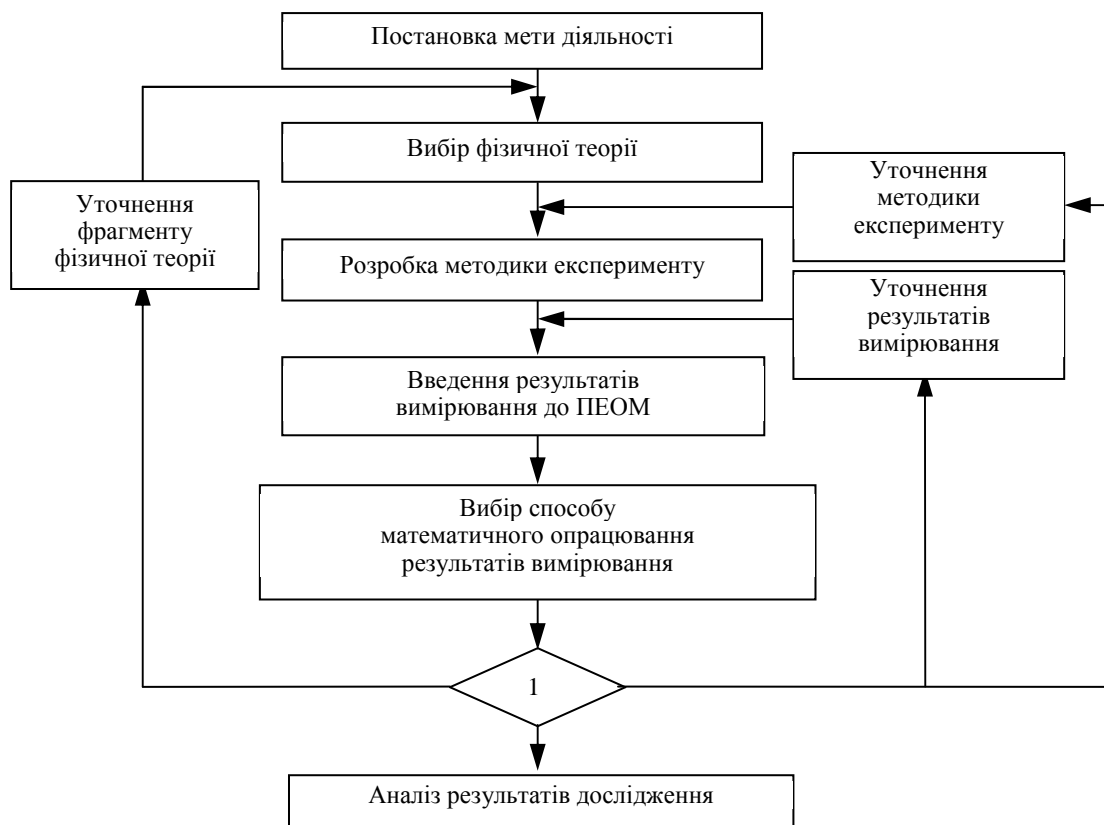 Постановка мети діяльності
Вибір фізичної теорії
Уточнення
методики
експерименту
Уточнення
фрагменту
фізичної теорії
Розробка методики експерименту
Уточнення
результатів
вимірювання
Введення результатів
вимірювання до ПЕОМ
Вибір способу
математичного опрацювання
результатів вимірювання
1
Аналіз результатів дослідження